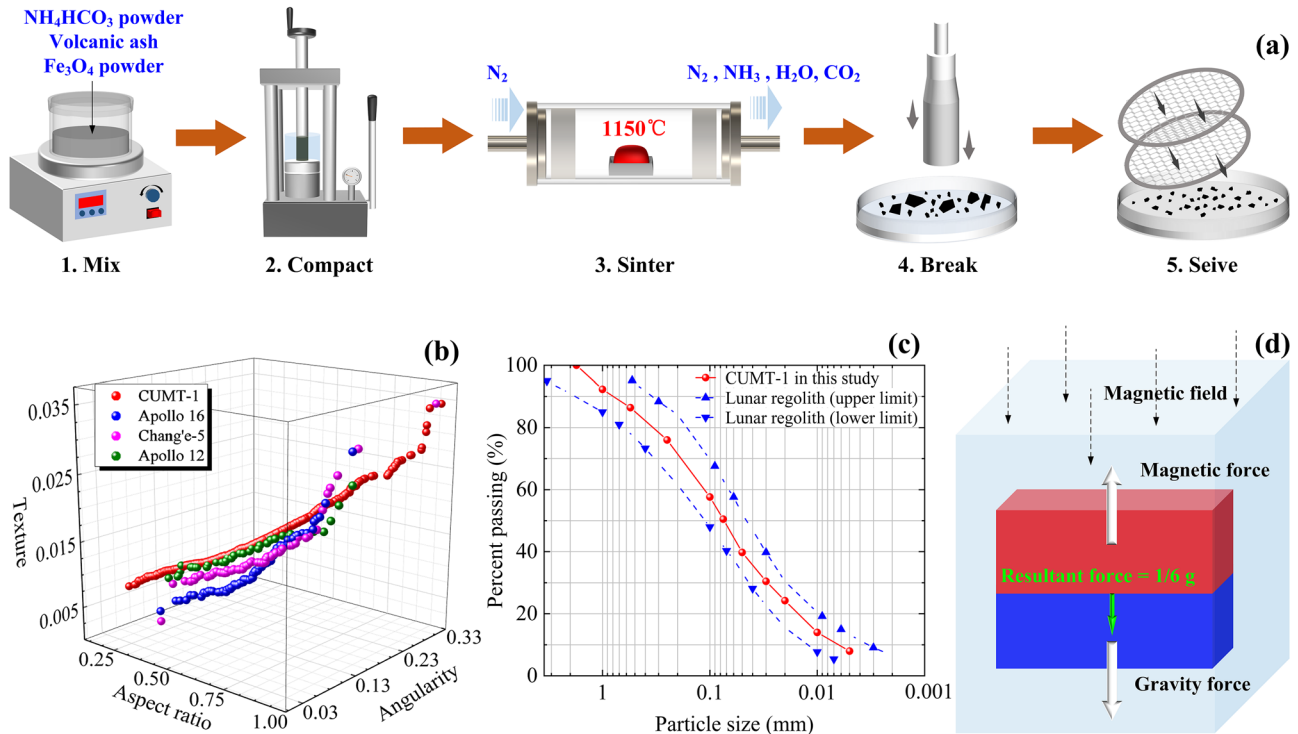 NH₄HCO₃ powder
Volcanic ash
Fe₃O₄ powder
N₂
N₂ , NH₃ , H₂O, CO₂
(a)
1150℃
1. Mix
2. Compact
3. Sinter
4. Break
5. Seive
(b)
CUMT-1
Apollo 16
Chang'e-5
Apollo 12
Texture
0.035
0.025
0.015
0.005
0.25
0.50
0.75
1.00
Aspect ratio
0.03
0.13
0.23
0.33
Angularity
(c)
CUMT-1 in this study
Lunar regolith (upper limit)
Lunar regolith (lower limit)
Percent passing (%)
100
80
60
40
20
0
1
0.1
0.01
0.001
Particle size (mm)
(d)
Magnetic field
Magnetic force
Resultant force = 1/6 g
Gravity force